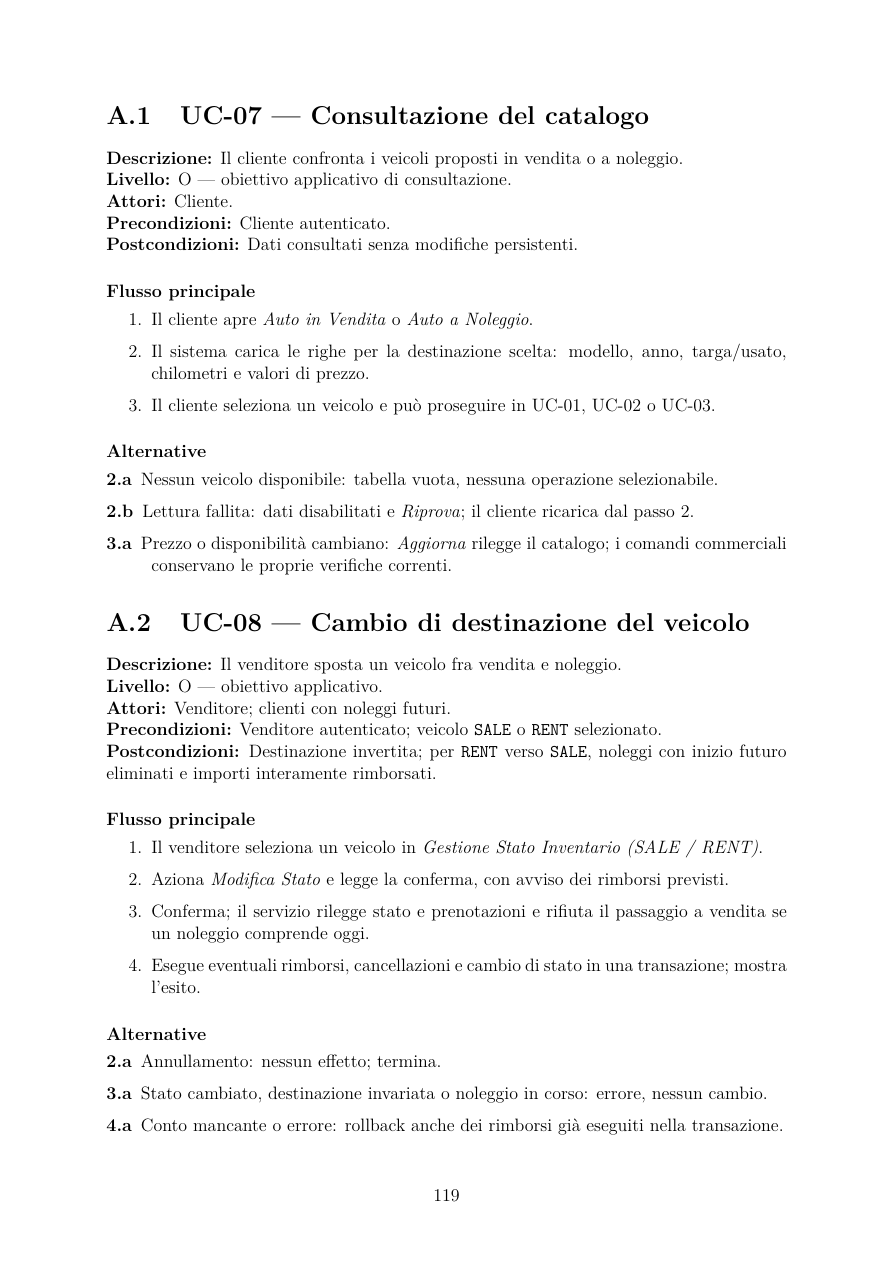 A.1 UC-07 — Consultazione del catalogo
Descrizione: Il cliente confronta i veicoli proposti in vendita o a noleggio.
Livello: O — obiettivo applicativo di consultazione.
Attori: Cliente.
Precondizioni: Cliente autenticato.
Postcondizioni: Dati consultati senza modifiche persistenti.
Flusso principale
1. Il cliente apre Auto in Vendita o Auto a Noleggio.
2. Il sistema carica le righe per la destinazione scelta: modello, anno, targa/usato,
chilometri e valori di prezzo.
3. Il cliente seleziona un veicolo e può proseguire in UC-01, UC-02 o UC-03.
Alternative
2.a Nessun veicolo disponibile: tabella vuota, nessuna operazione selezionabile.
2.b Lettura fallita: dati disabilitati e Riprova; il cliente ricarica dal passo 2.
3.a Prezzo o disponibilità cambiano: Aggiorna rilegge il catalogo; i comandi commerciali
conservano le proprie verifiche correnti.
A.2 UC-08 — Cambio di destinazione del veicolo
Descrizione: Il venditore sposta un veicolo fra vendita e noleggio.
Livello: O — obiettivo applicativo.
Attori: Venditore; clienti con noleggi futuri.
Precondizioni: Venditore autenticato; veicolo SALE o RENT selezionato.
Postcondizioni: Destinazione invertita; per RENT verso SALE, noleggi con inizio futuro
eliminati e importi interamente rimborsati.
Flusso principale
1. Il venditore seleziona un veicolo in Gestione Stato Inventario (SALE / RENT).
2. Aziona Modifica Stato e legge la conferma, con avviso dei rimborsi previsti.
3. Conferma; il servizio rilegge stato e prenotazioni e rifiuta il passaggio a vendita se
un noleggio comprende oggi.
4. Esegue eventuali rimborsi, cancellazioni e cambio di stato in una transazione; mostra
l'esito.
Alternative
2.a Annullamento: nessun effetto; termina.
3.a Stato cambiato, destinazione invariata o noleggio in corso: errore, nessun cambio.
4.a Conto mancante o errore: rollback anche dei rimborsi già eseguiti nella transazione.
119